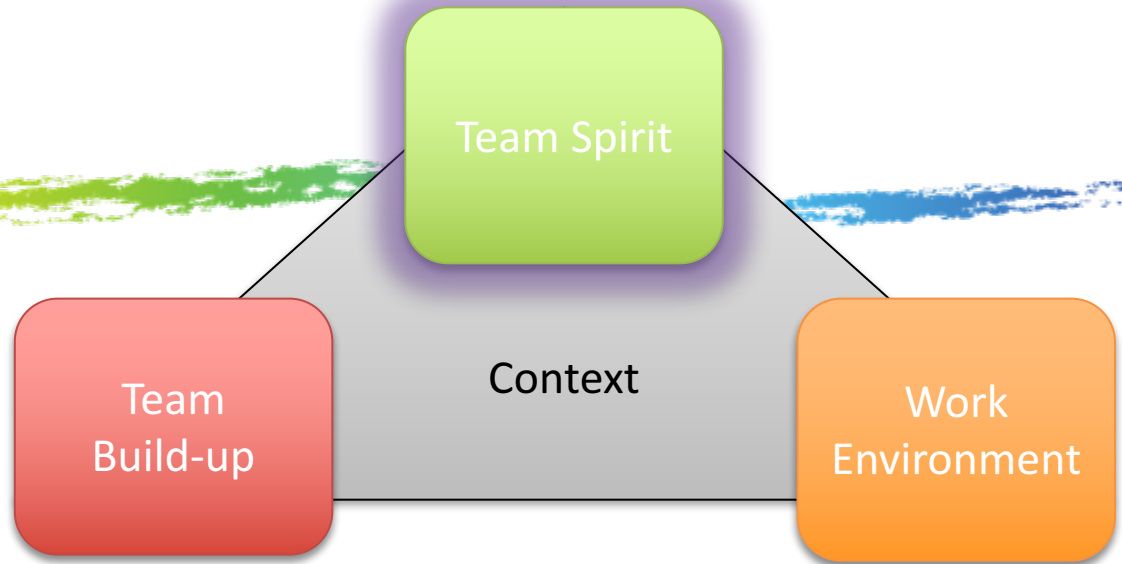 Team Spirit
Context
Team
Build-up
Work
Environment